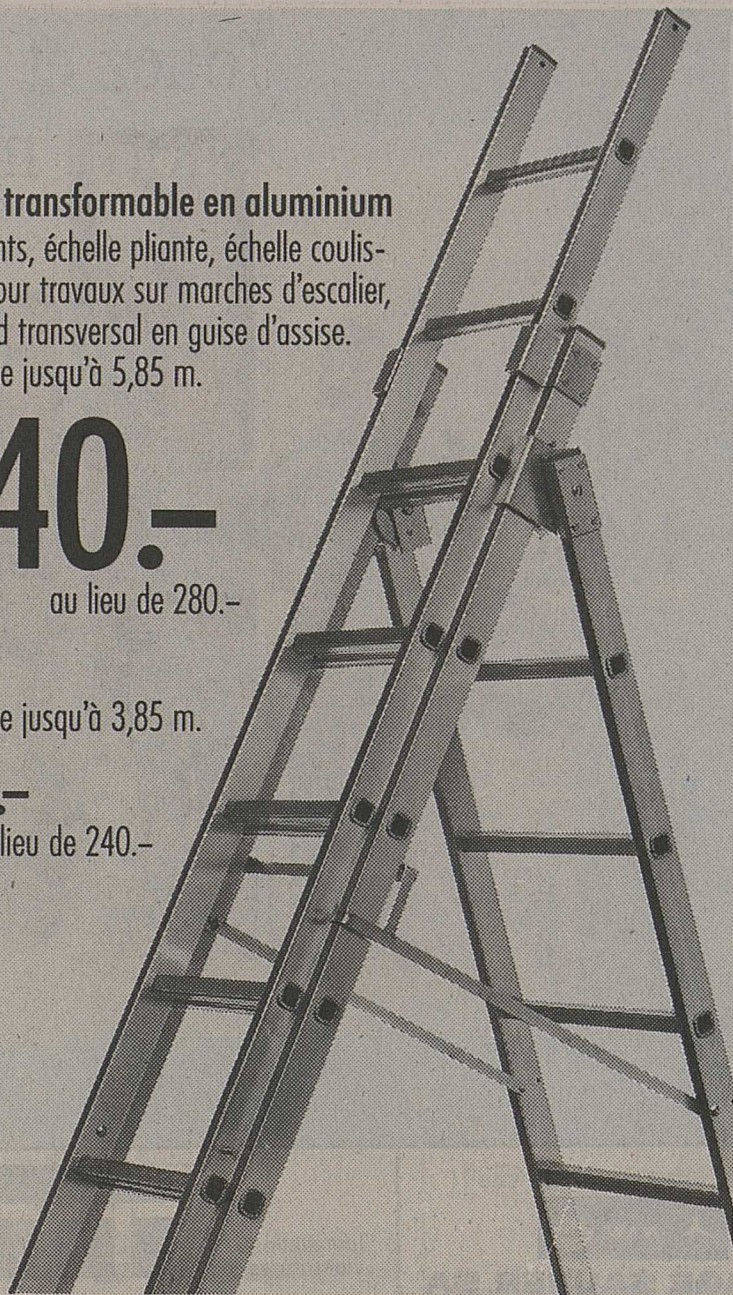 transformable en aluminium
nts, échelle pliante, échelle coulis-
our travaux sur marches d'escalier,
d transversal en guise d'assise.
e jusqu'à 5,85 m.
40.–
au lieu de 280.–
e jusqu'à 3,85 m.
.–
lieu de 240.–